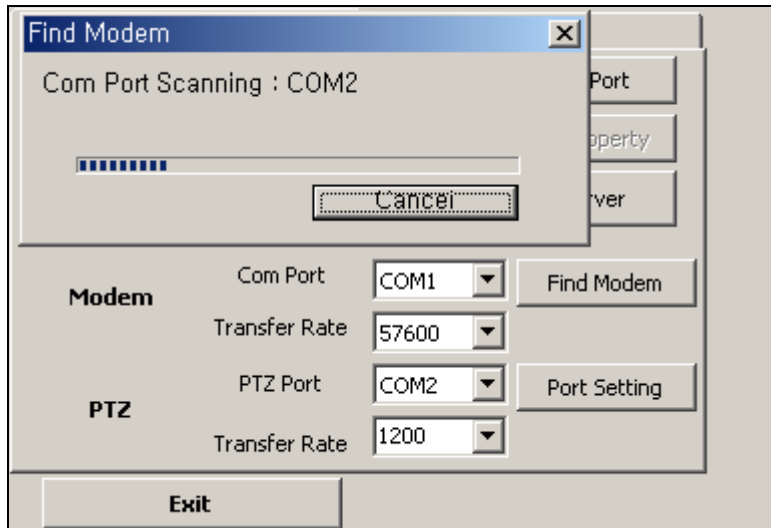 Find Modem
Com Port Scanning : COM2
Cancel
Port
operty
rver
Modem
Com Port
COM1
Find Modem
Transfer Rate
57600
PTZ
PTZ Port
COM2
Port Setting
Transfer Rate
1200
Exit